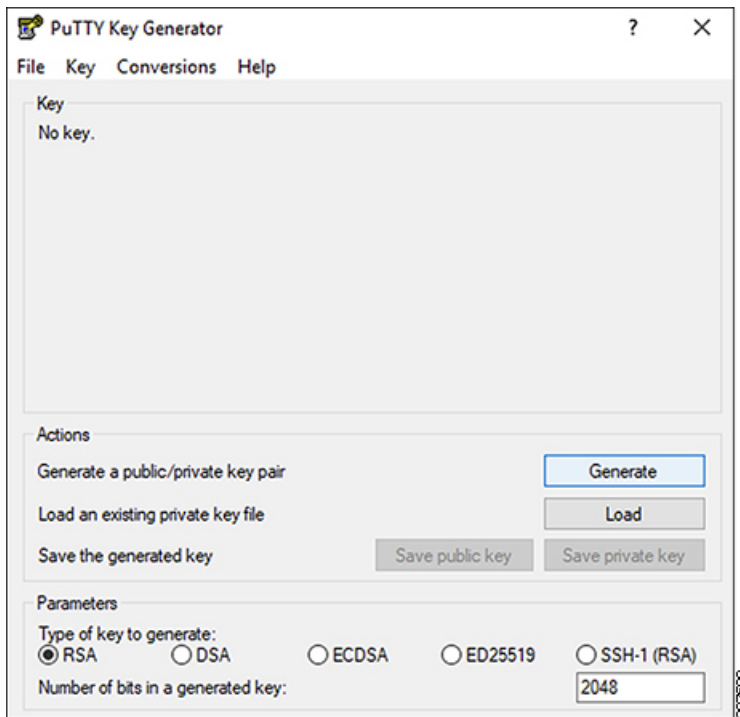 PuTTY Key Generator ?
File Key Conversions Help
Key
No key.
Actions
Generate a public/private key pair Generate
Load an existing private key file Load
Save the generated key Save public key Save private key
Parameters
Type of key to generate:
RSA DSA ECDSA ED25519 SSH-1 (RSA)
Number of bits in a generated key: 2048